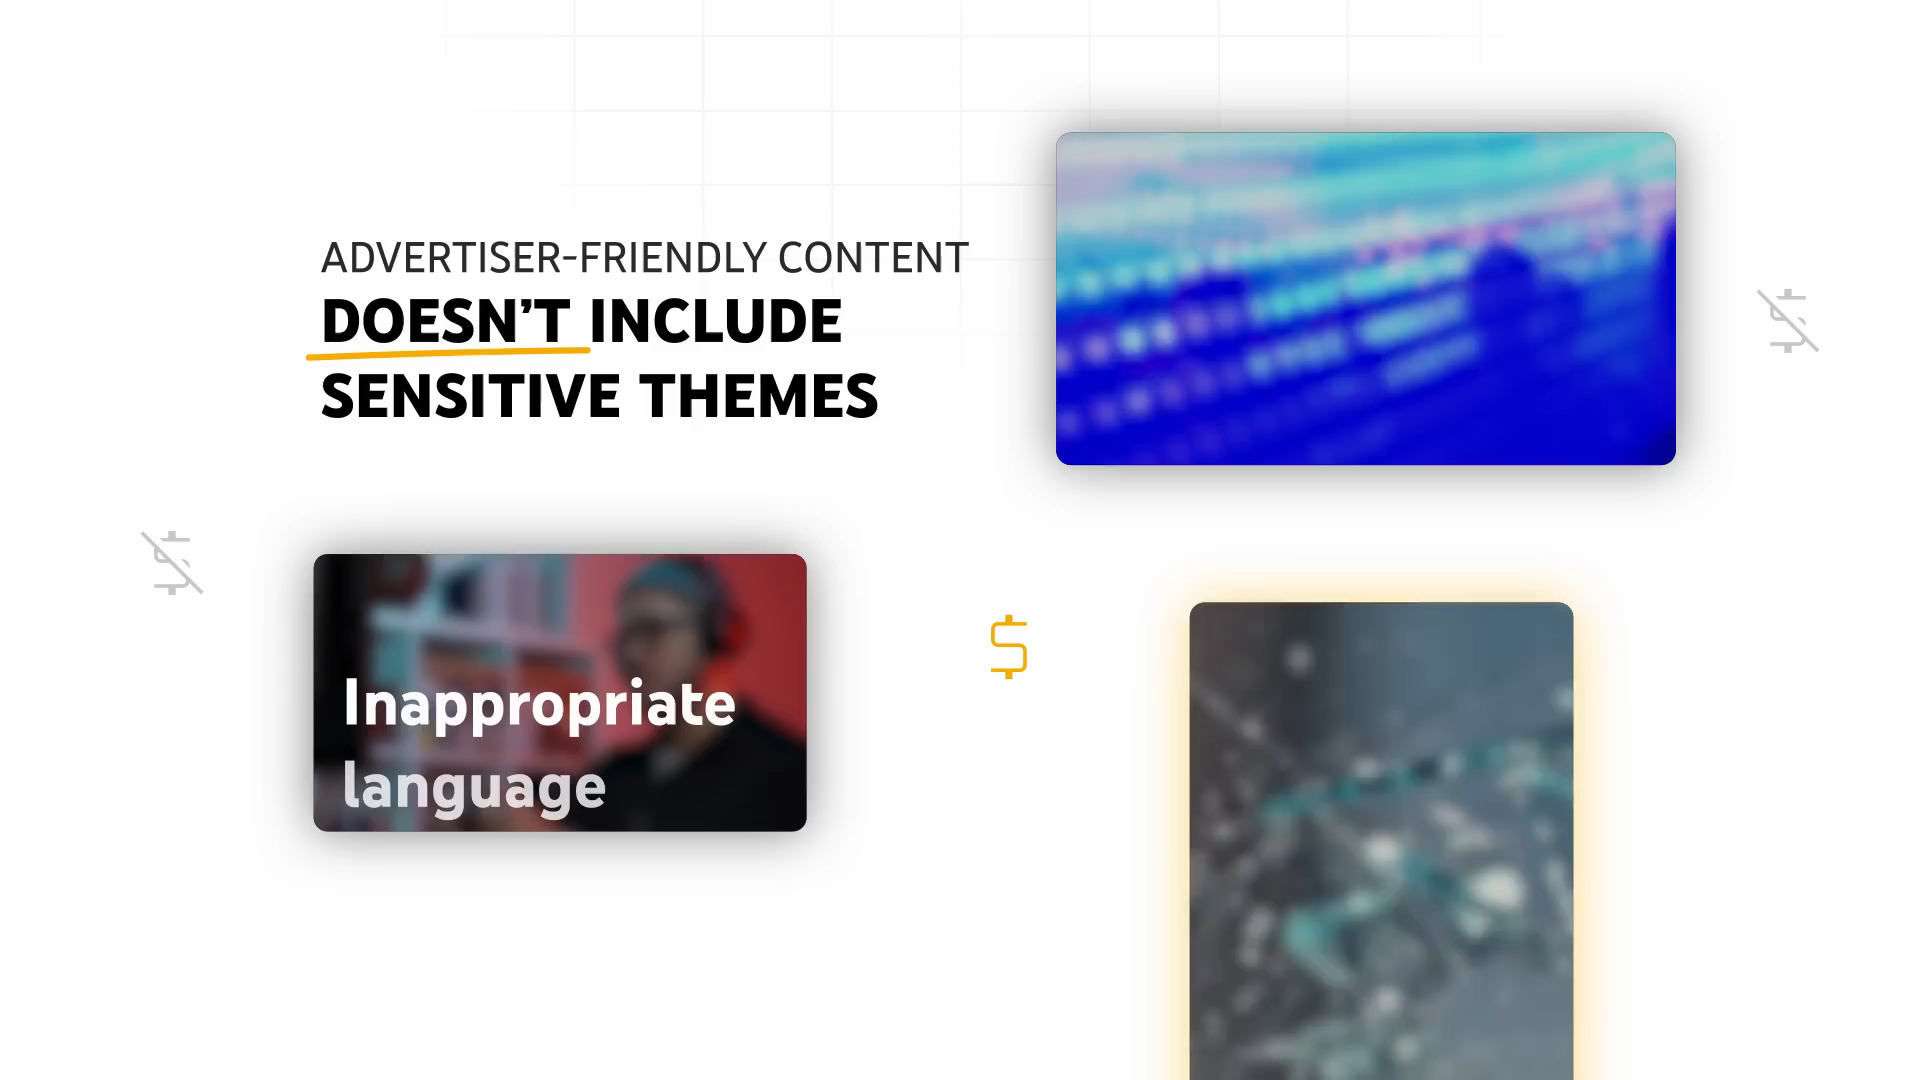 ADVERTISER-FRIENDLY CONTENT
DOESN’T INCLUDE
SENSITIVE THEMES
Inappropriate
language